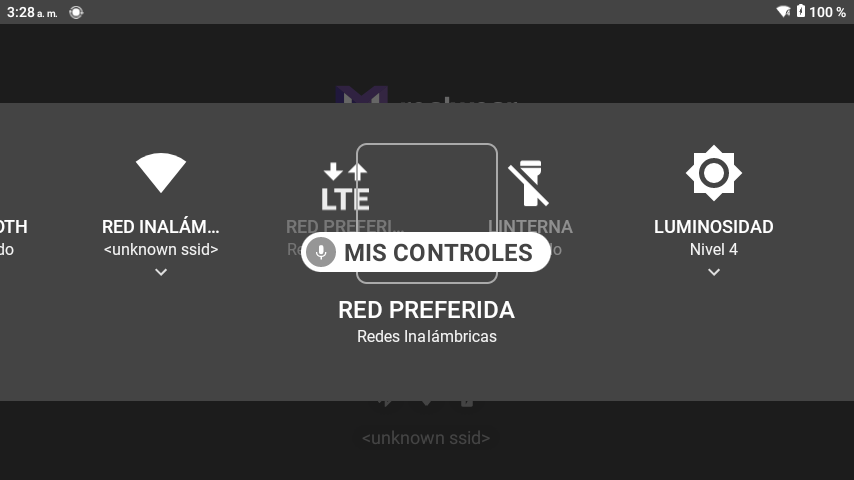 3:28 a. m.
100 %
OTH
RED INALÁM…
RED PREFERI…
LINTERNA
LUMINOSIDAD
do
<unknown ssid>
Re
do
Nivel 4
MIS CONTROLES
RED PREFERIDA
Redes Inalámbricas
LTE
<unknown ssid>